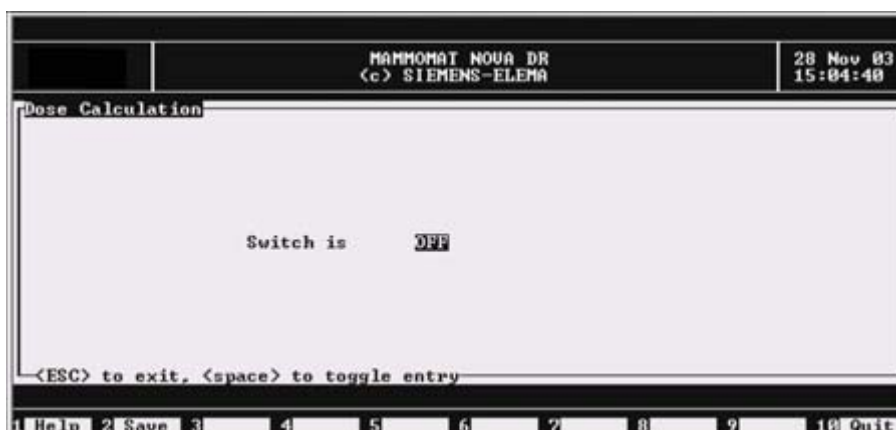 MAMMOMAT NOVA DR
(c) SIEMENS-ELEMA
28 Nov 03
15:04:40
Dose Calculation
Switch is OFF
<ESC> to exit, <space> to toggle entry
1 Help 2 Save 3 4 5 6 7 8 9 10 Quit